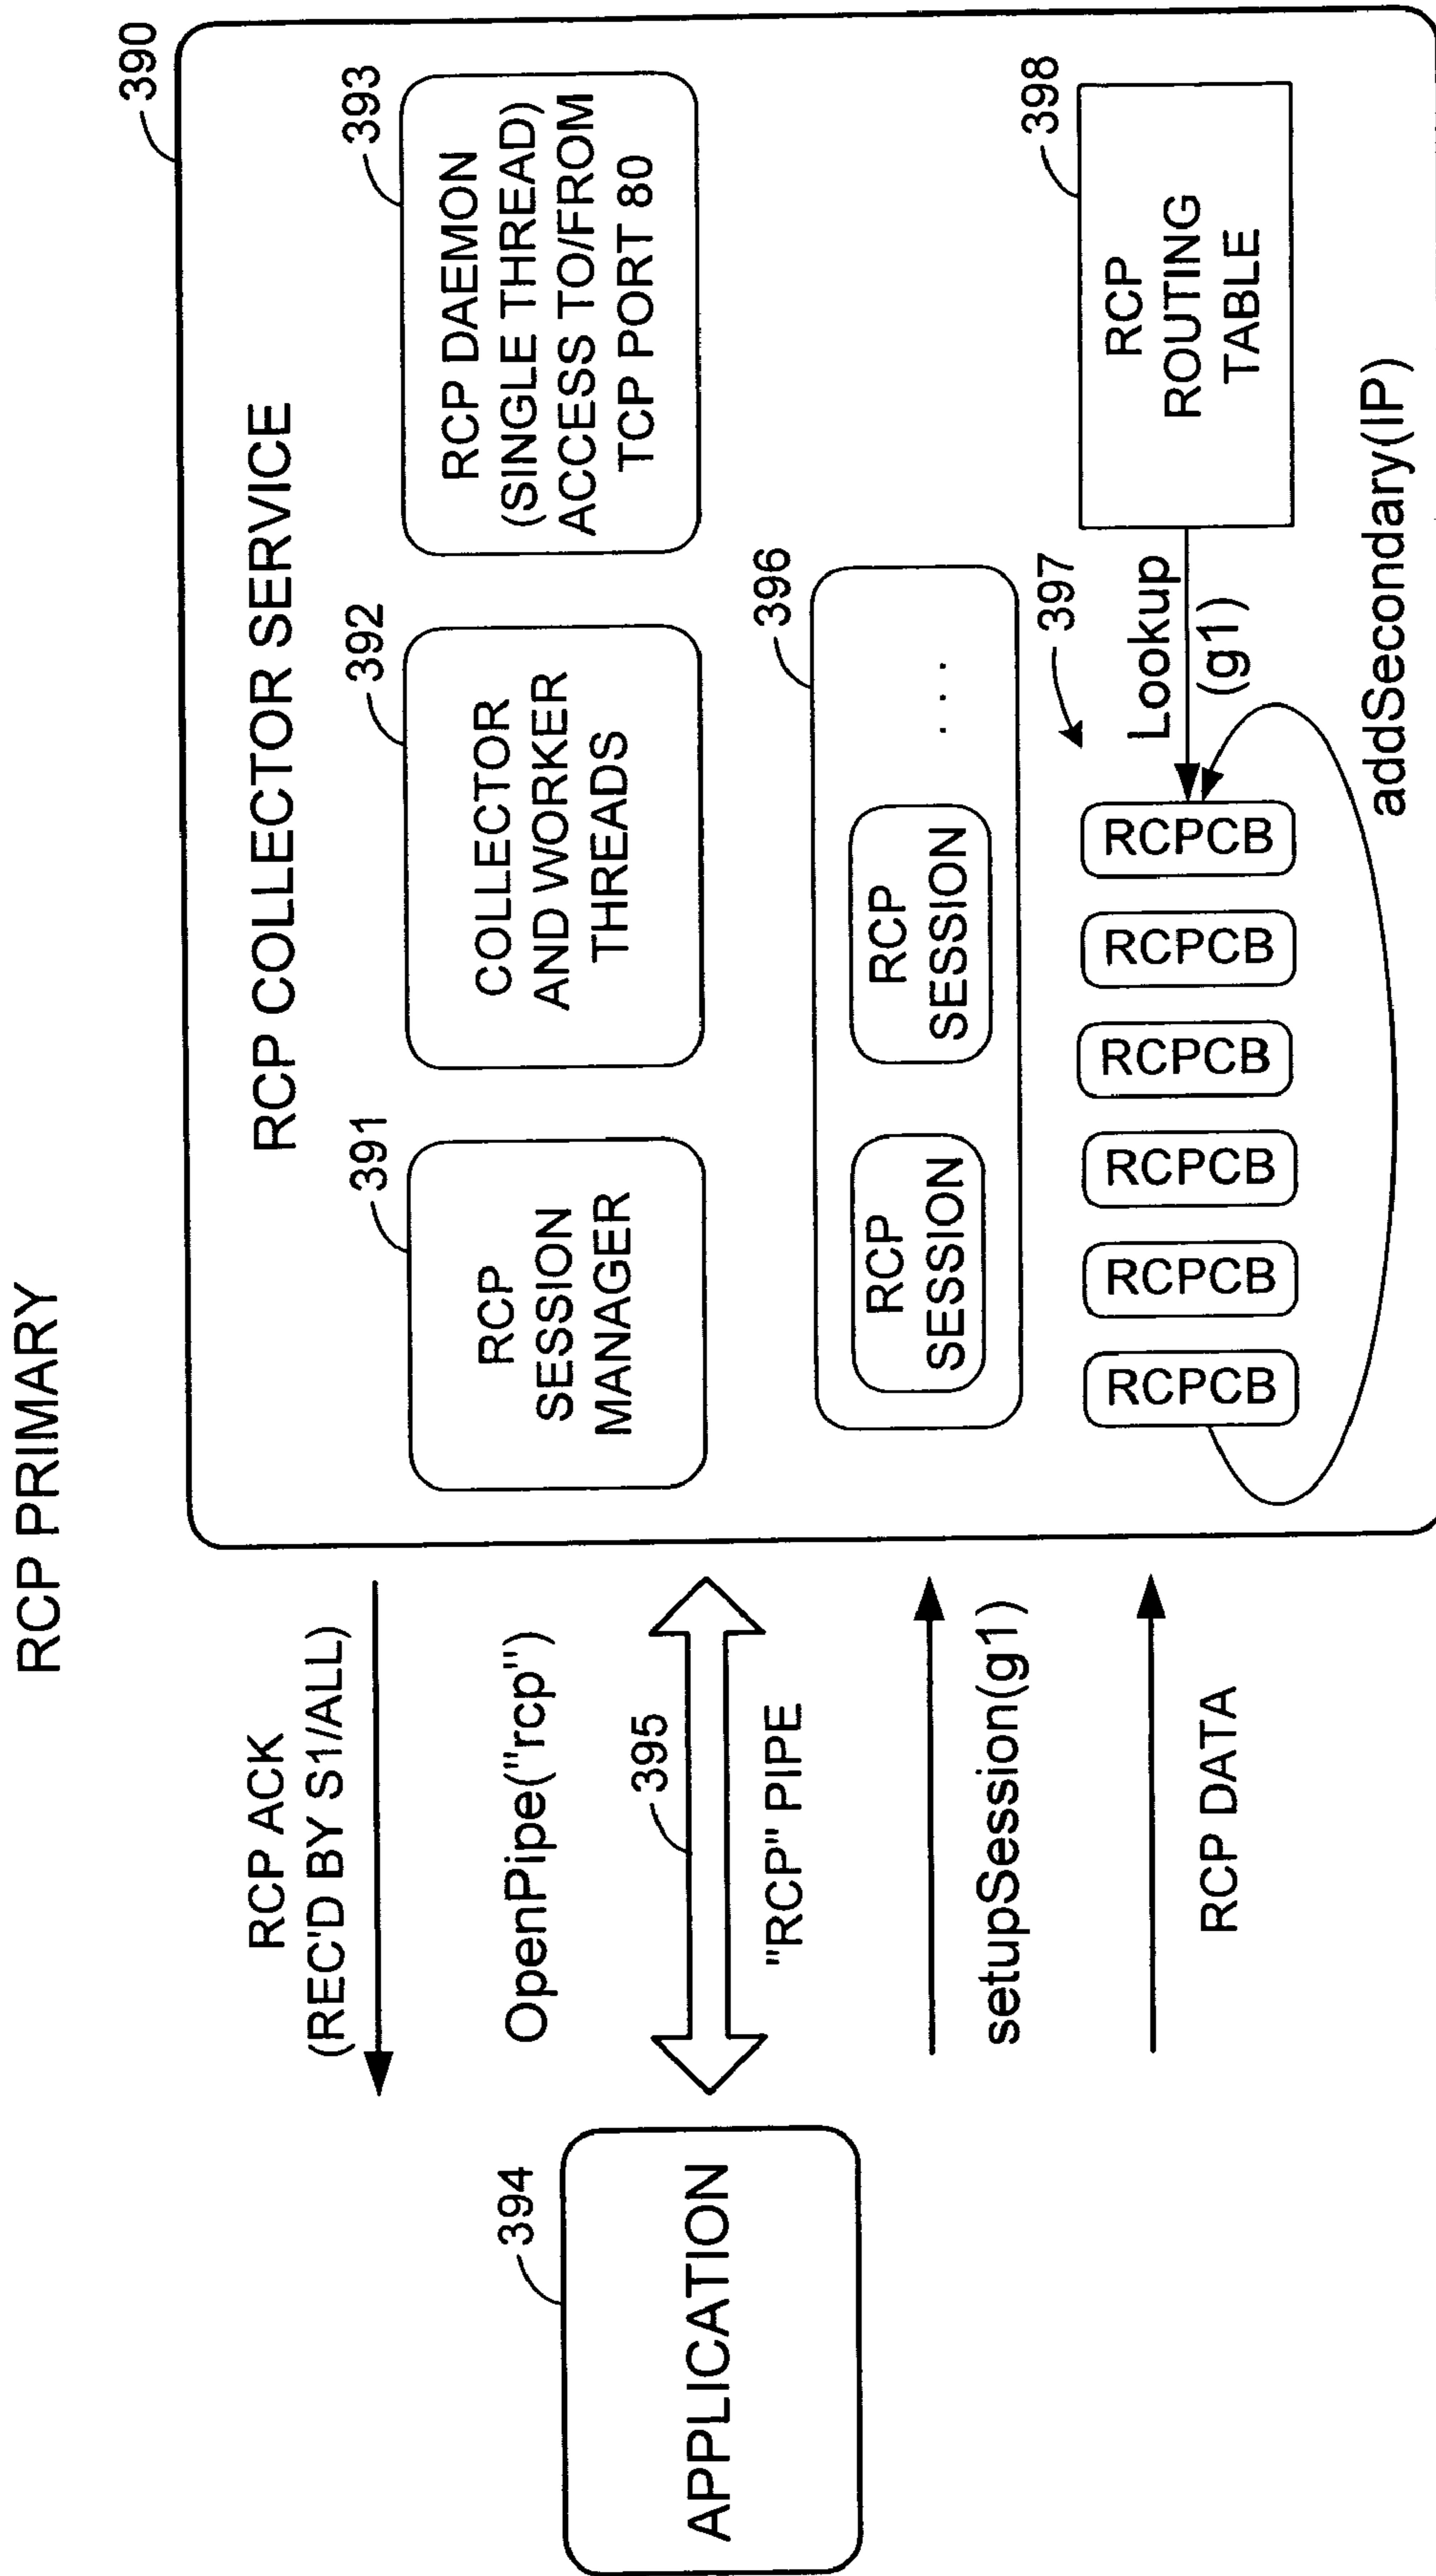 RCP PRIMARY
390
RCP COLLECTOR SERVICE
391
RCP
SESSION
MANAGER
392
COLLECTOR
AND WORKER
THREADS
393
RCP DAEMON
(SINGLE THREAD)
ACCESS TO/FROM
TCP PORT 80
RCP ACK
(REC'D BY S1/ALL)
OpenPipe("rcp")
395
"RCP" PIPE
setupSession(g1)
RCP DATA
394
APPLICATION
396
RCP
SESSION
RCP
SESSION
. . .
397
RCPCB
RCPCB
RCPCB
RCPCB
RCPCB
RCPCB
Lookup
(g1)
398
RCP
ROUTING
TABLE
addSecondary(IP)